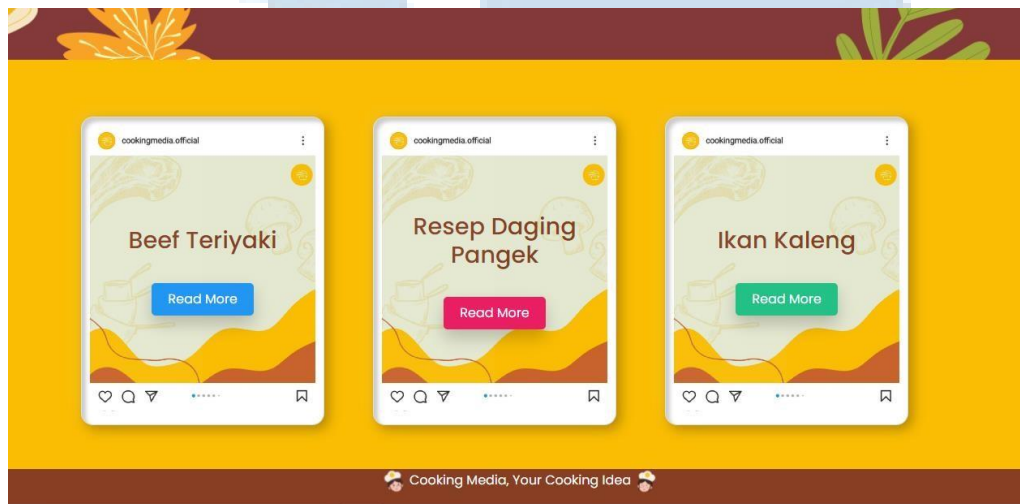 cookingmedia.official
Beef Teriyaki
Read More
cookingmedia.official
Resep Daging
Pangek
Read More
cookingmedia.official
Ikan Kaleng
Read More
Cooking Media, Your Cooking Idea